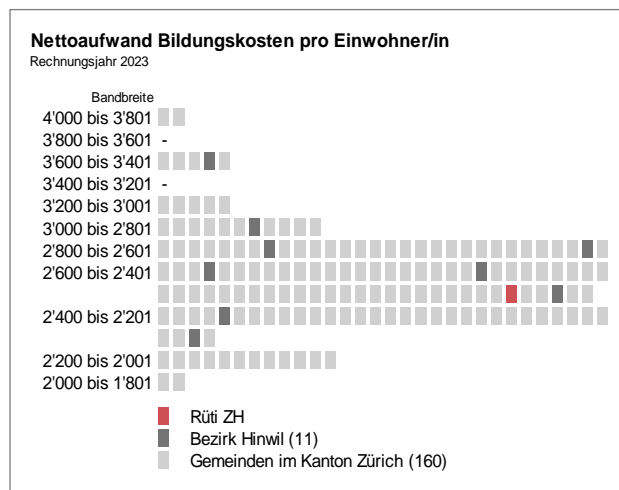 Nettoaufwand Bildungskosten pro Einwohner/in
Rechnungsjahr 2023
Bandbreite
4'000 bis 3'801
3'800 bis 3'601 -
3'600 bis 3'401
3'400 bis 3'201 -
3'200 bis 3'001
3'000 bis 2'801
2'800 bis 2'601
2'600 bis 2'401
2'400 bis 2'201
2'200 bis 2'001
2'000 bis 1'801
Rüti ZH
Bezirk Hinwil (11)
Gemeinden im Kanton Zürich (160)